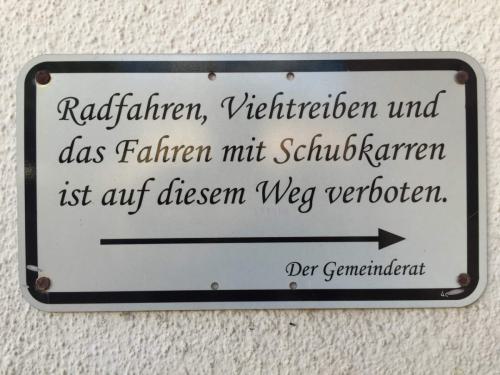 Radfahren, Viehtreiben und
das Fahren mit Schubkarren
ist auf diesem Weg verboten.
Der Gemeinderat